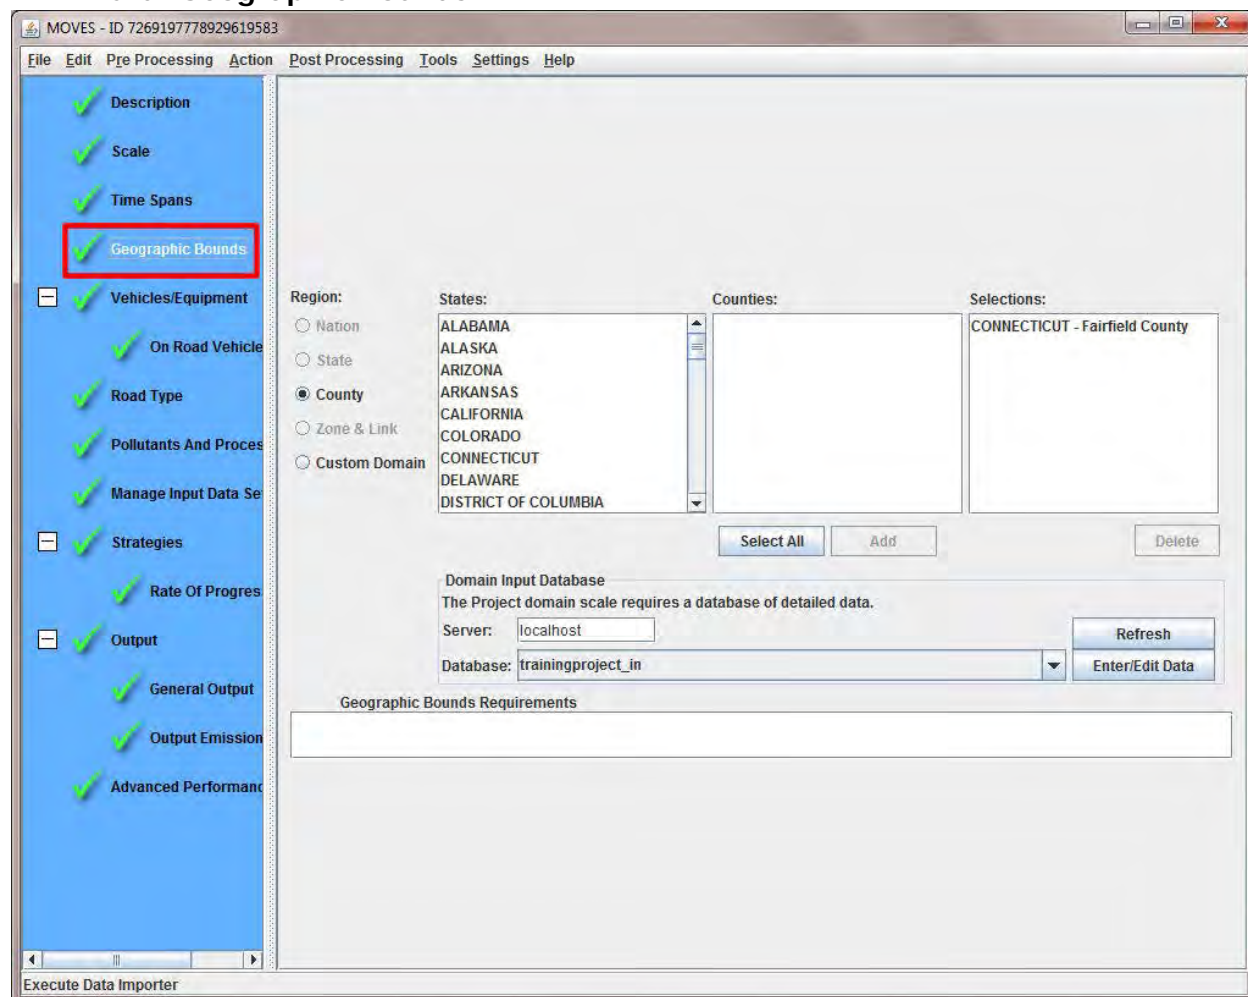 MOVES - ID 7269197778929619583
File Edit Pre Processing Action Post Processing Tools Settings Help
Description
Scale
Time Spans
Geographic Bounds
Vehicles/Equipment
On Road Vehicle
Road Type
Pollutants And Proces
Manage Input Data Se
Strategies
Rate Of Progres
Output
General Output
Output Emission
Advanced Performanc
Region:
Nation
State
County
Zone & Link
Custom Domain
States:
ALABAMA
ALASKA
ARIZONA
ARKANSAS
CALIFORNIA
COLORADO
CONNECTICUT
DELAWARE
DISTRICT OF COLUMBIA
Counties:
Selections:
CONNECTICUT - Fairfield County
Select All Add Delete
Domain Input Database
The Project domain scale requires a database of detailed data.
Server: localhost Refresh
Database: trainingproject_in Enter/Edit Data
Geographic Bounds Requirements
Execute Data Importer